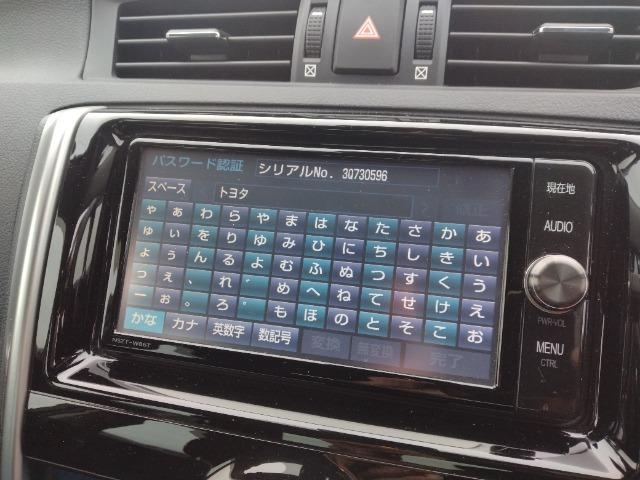 パスワード認証 シリアルNo. 3Q730596
スペース トヨタ
ゃ ぁ わ ら や ま は な た さ か あ
ゅ ぃ を り ゆ み ひ に ち し き い
ょ ぅ ん る よ む ふ ぬ つ す く う
っ ぇ 、 れ ゛ め へ ね て せ け え
ー ぉ 。 ろ ゜ も ほ の と そ こ お
かな カナ 英数字 数記号 変換 無変換 完了
NSZT-W66T
現在地
AUDIO
PWR·VOL
MENU
CTRL